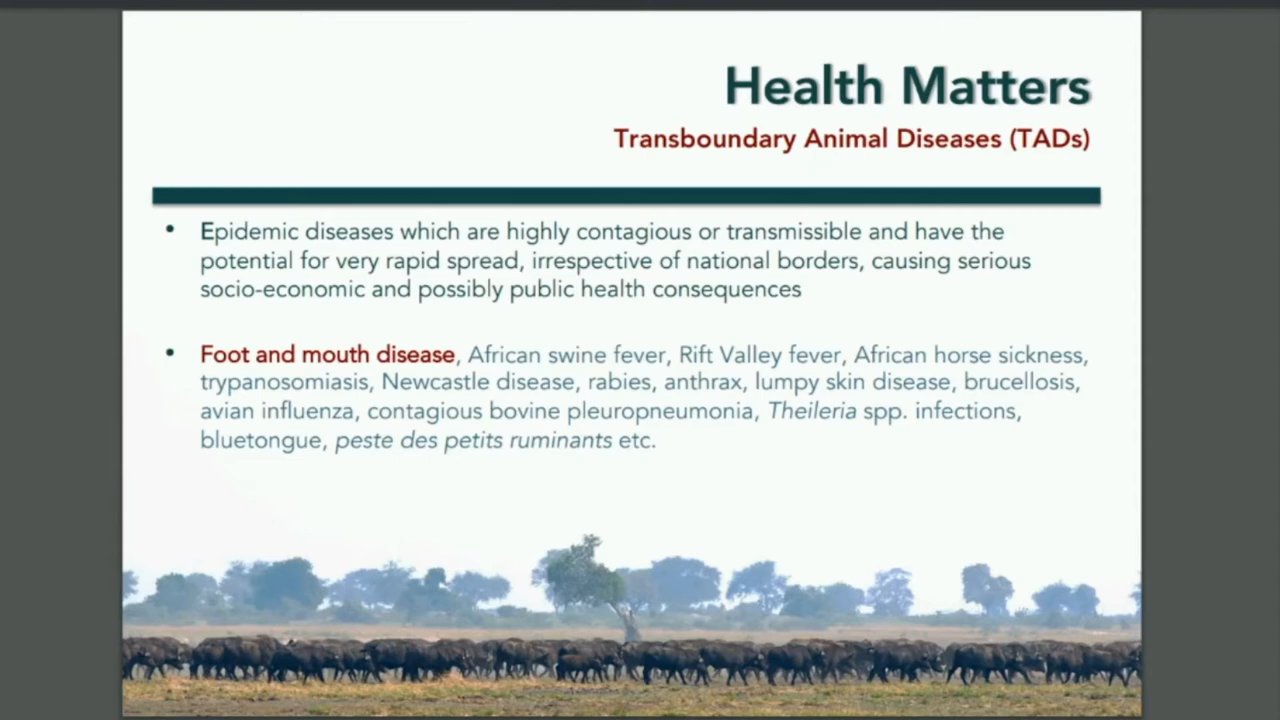 Health Matters
Transboundary Animal Diseases (TADs)
• Epidemic diseases which are highly contagious or transmissible and have the
potential for very rapid spread, irrespective of national borders, causing serious
socio-economic and possibly public health consequences
• Foot and mouth disease, African swine fever, Rift Valley fever, African horse sickness,
trypanosomiasis, Newcastle disease, rabies, anthrax, lumpy skin disease, brucellosis,
avian influenza, contagious bovine pleuropneumonia, Theileria spp. infections,
bluetongue, peste des petits ruminants etc.